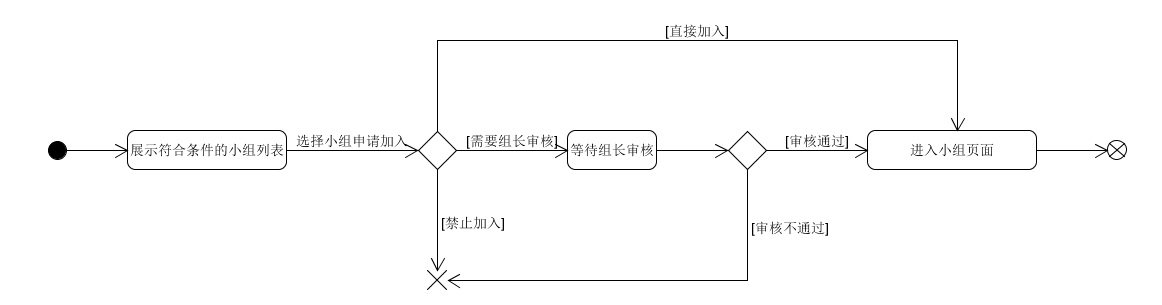 [直接加入]
展示符合条件的小组列表
选择小组申请加入
[需要组长审核]
等待组长审核
[审核通过]
进入小组页面
[禁止加入]
[审核不通过]